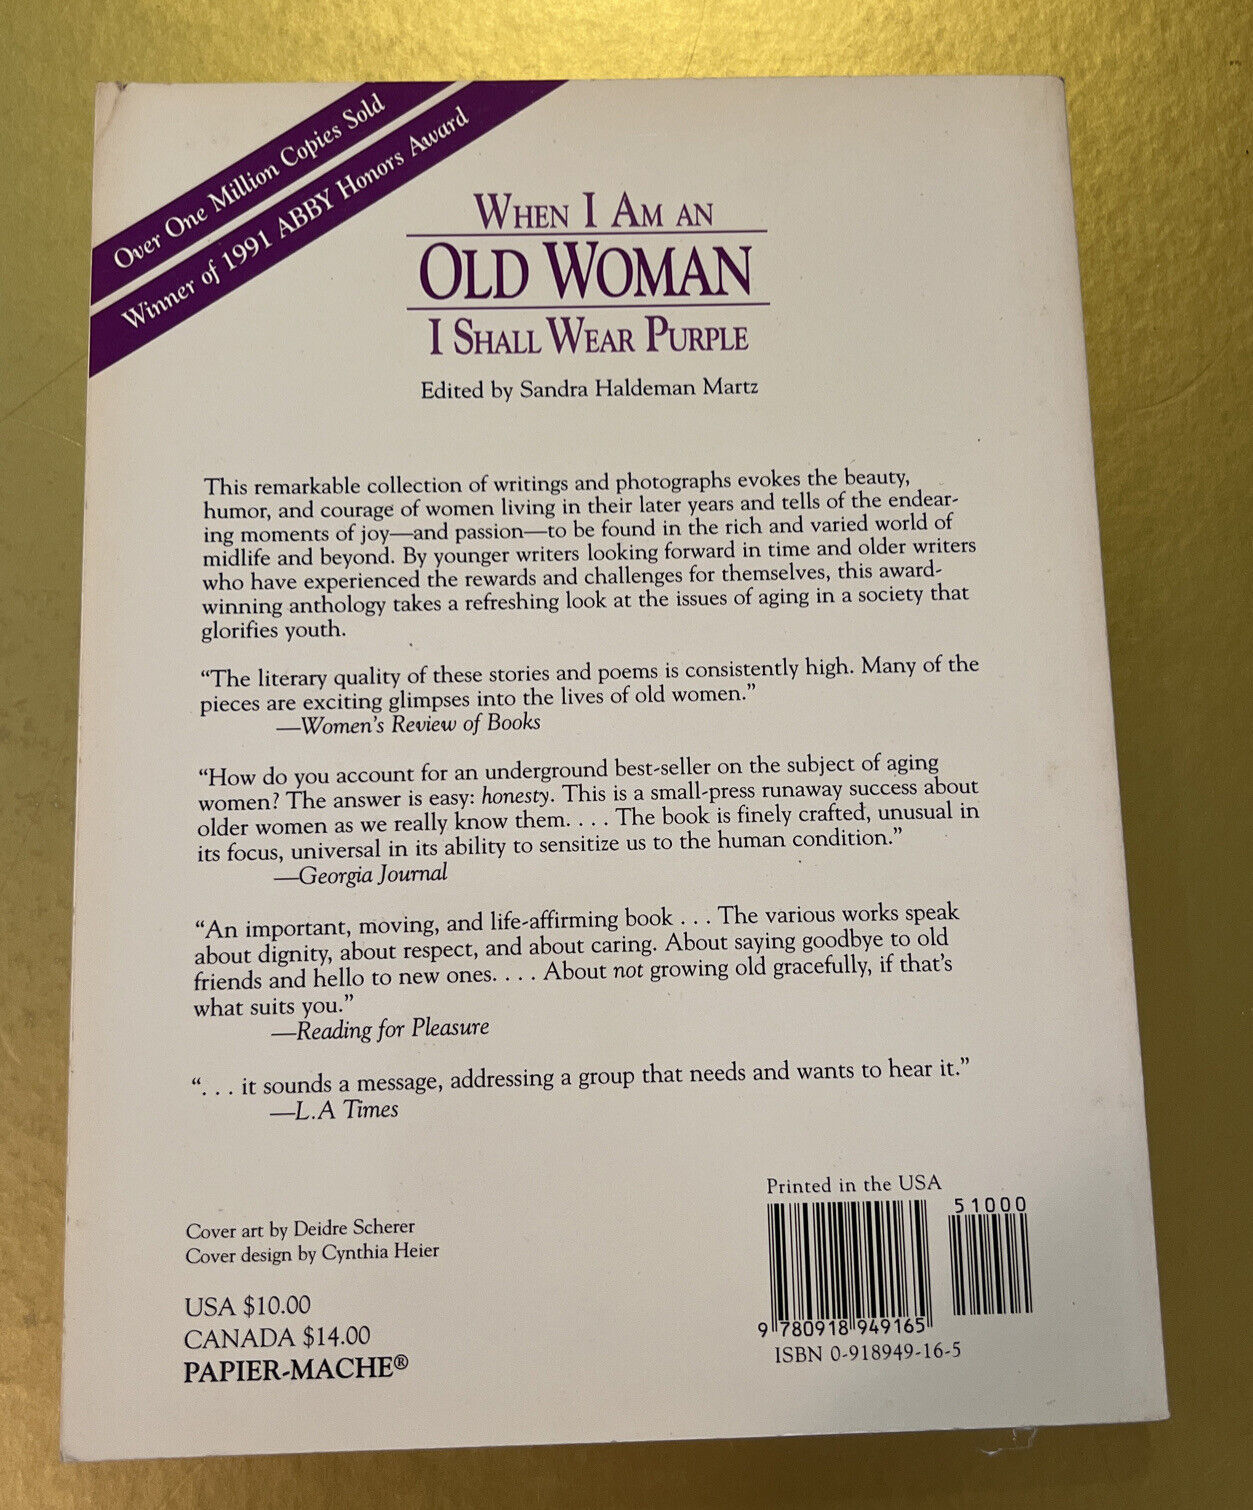 Over One Million Copies Sold
Winner of 1991 ABBY Honors Award
WHEN I AM AN
OLD WOMAN
I SHALL WEAR PURPLE
Edited by Sandra Haldeman Martz
This remarkable collection of writings and photographs evokes the beauty,
humor, and courage of women living in their later years and tells of the endear-
ing moments of joy—and passion—to be found in the rich and varied world of
midlife and beyond. By younger writers looking forward in time and older writers
who have experienced the rewards and challenges for themselves, this award-
winning anthology takes a refreshing look at the issues of aging in a society that
glorifies youth.
“The literary quality of these stories and poems is consistently high. Many of the
pieces are exciting glimpses into the lives of old women.”
—Women's Review of Books
“How do you account for an underground best-seller on the subject of aging
women? The answer is easy: honesty. This is a small-press runaway success about
older women as we really know them. . . . The book is finely crafted, unusual in
its focus, universal in its ability to sensitize us to the human condition.”
—Georgia Journal
“An important, moving, and life-affirming book . . . The various works speak
about dignity, about respect, and about caring. About saying goodbye to old
friends and hello to new ones. . . . About not growing old gracefully, if that's
what suits you.”
—Reading for Pleasure
“. . . it sounds a message, addressing a group that needs and wants to hear it.”
—L.A Times
Cover art by Deidre Scherer
Cover design by Cynthia Heier
USA $10.00
CANADA $14.00
PAPIER-MACHE®
Printed in the USA
51000
9 780918 949165
ISBN 0-918949-16-5